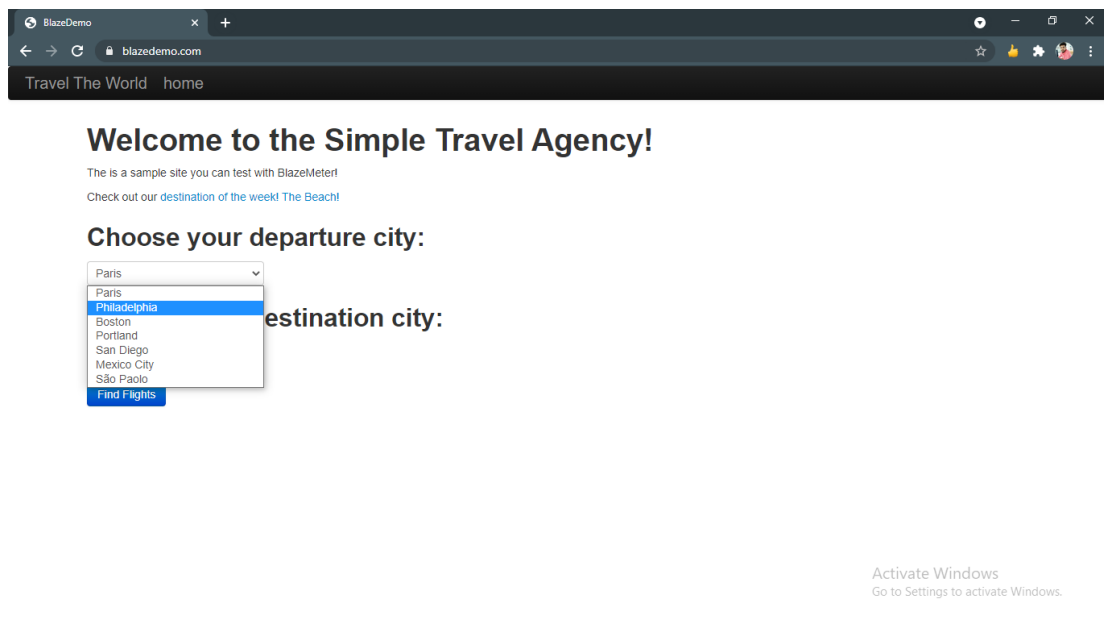 BlazeDemo
blazedemo.com
Travel The World home
Welcome to the Simple Travel Agency!
The is a sample site you can test with BlazeMeter!
Check out our destination of the week! The Beach!
Choose your departure city:
Paris
Paris
Philadelphia
estination city:
Boston
Portland
San Diego
Mexico City
São Paolo
Find Flights
Activate Windows
Go to Settings to activate Windows.